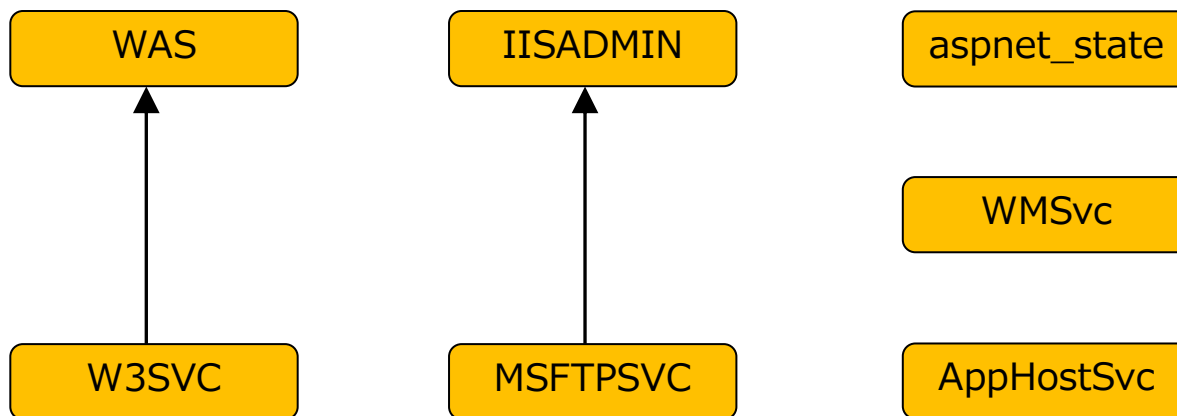 WAS
IISADMIN
aspnet_state
WMSvc
W3SVC
MSFTPSVC
AppHostSvc